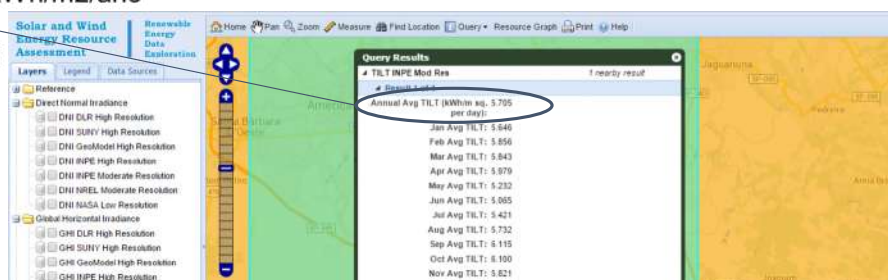 Solar and Wind
Energy Resource
Assessment
Renewable
Energy
Data
Exploration
Home Pan Zoom Measure Find Location Query Resource Graph Print Help
Layers Legend Data Sources
Reference
Direct Normal Irradiance
DNI DLR High Resolution
DNI SUNY High Resolution
DNI GeoModel High Resolution
DNI INPE High Resolution
DNI INPE Moderate Resolution
DNI NREL Moderate Resolution
DNI NASA Low Resolution
Global Horizontal Irradiance
GHI DLR High Resolution
GHI SUNY High Resolution
GHI GeoModel High Resolution
GHI INPE High Resolution
Query Results
TILT INPE Mod Res 1 nearby result
Annual Avg TILT (kWh/m sq. per day): 5.705
Jan Avg TILT: 5.646
Feb Avg TILT: 5.856
Mar Avg TILT: 5.843
Apr Avg TILT: 5.979
May Avg TILT: 5.232
Jun Avg TILT: 5.065
Jul Avg TILT: 5.421
Aug Avg TILT: 5.732
Sep Avg TILT: 6.115
Oct Avg TILT: 6.100
Nov Avg TILT: 5.821
Jaguariuna